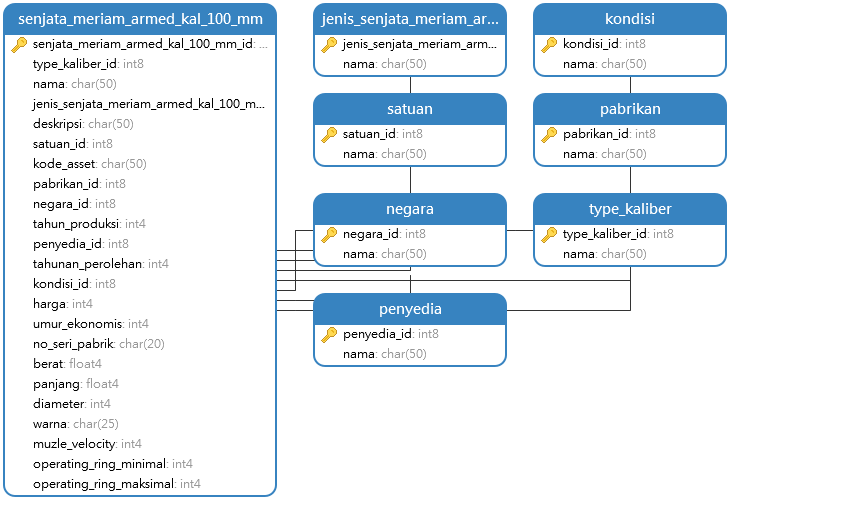 senjata_meriam_armed_kal_100_mm
senjata_meriam_armed_kal_100_mm_id: ...
type_kaliber_id: int8
nama: char(50)
jenis_senjata_meriam_armed_kal_100_m...
deskripsi: char(50)
satuan_id: int8
kode_asset: char(50)
pabrikan_id: int8
negara_id: int8
tahun_produksi: int4
penyedia_id: int8
tahunan_perolehan: int4
kondisi_id: int8
harga: int4
umur_ekonomis: int4
no_seri_pabrik: char(20)
berat: float4
panjang: float4
diameter: int4
warna: char(25)
muzle_velocity: int4
operating_ring_minimal: int4
operating_ring_maksimal: int4
jenis_senjata_meriam_ar...
jenis_senjata_meriam_arm...
nama: char(50)
kondisi
kondisi_id: int8
nama: char(50)
satuan
satuan_id: int8
nama: char(50)
pabrikan
pabrikan_id: int8
nama: char(50)
negara
negara_id: int8
nama: char(50)
type_kaliber
type_kaliber_id: int8
nama: char(50)
penyedia
penyedia_id: int8
nama: char(50)